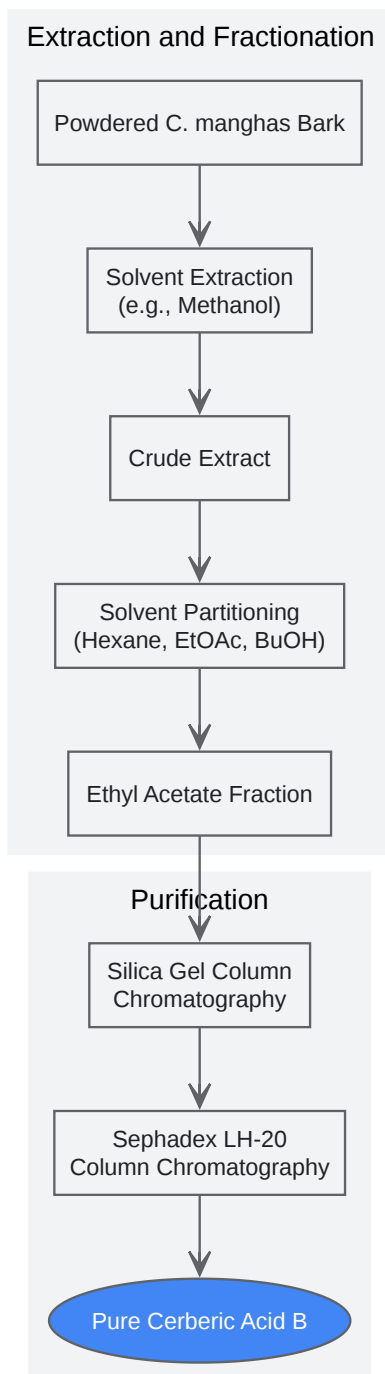 Extraction and Fractionation
Powdered C. manghas Bark
Solvent Extraction
(e.g., Methanol)
Crude Extract
Solvent Partitioning
(Hexane, EtOAc, BuOH)
Ethyl Acetate Fraction
Purification
Silica Gel Column
Chromatography
Sephadex LH-20
Column Chromatography
Pure Cerberic Acid B